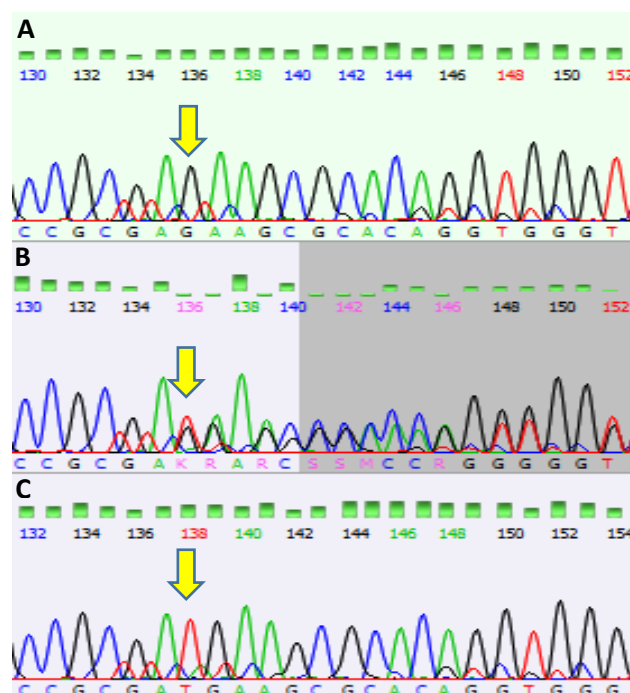 A
130 132 134 136 138 140 142 144 146 148 150 152
C C G C G A G A A G C G C A C A G G T G G G T
B
130 132 134 136 138 140 142 144 146 148 150 152
C C G C G A K R A R C S S M C C R G G G G G T
C
132 134 136 138 140 142 144 146 148 150 152 154
C C G C G A T G A A G C G C A C A G G T G G G